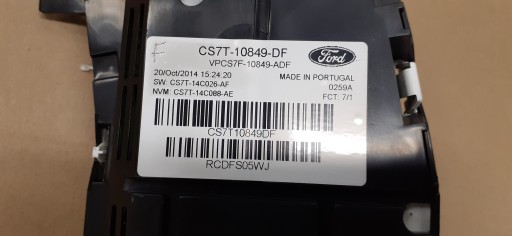 F
CS7T-10849-DF
VPCS7F-10849-ADF
Ford
20/Oct/2014 15:24:20
SW: CS7T-14C026-AF
NVM: CS7T-14C088-AE
MADE IN PORTUGAL
0259A
FCT: 7/1
CS7T10849DF
RCDFS05WJ